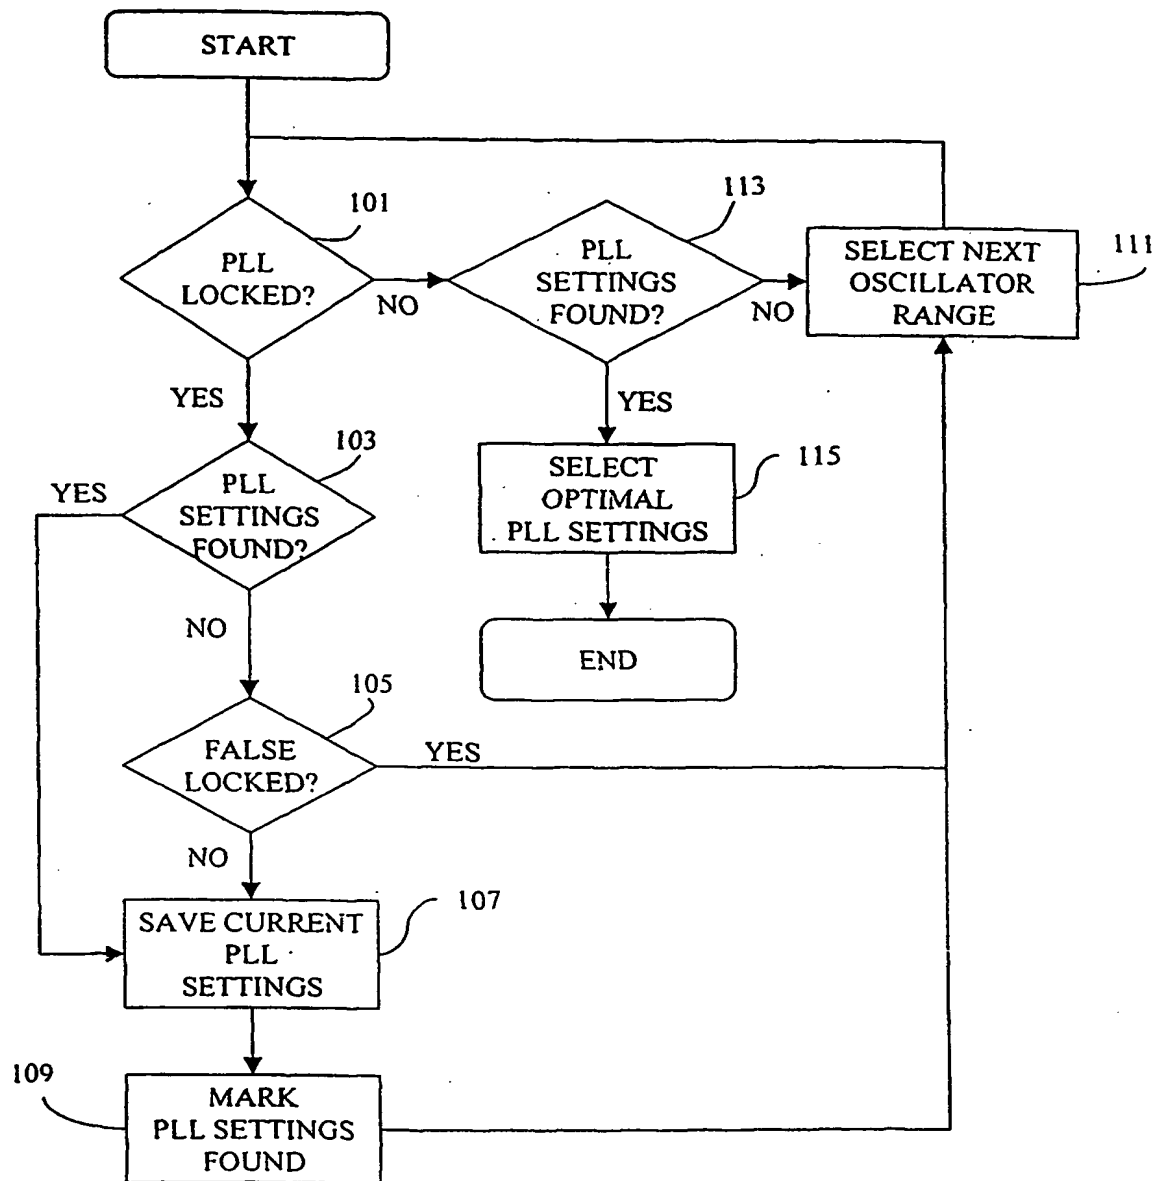 START
101
PLL
LOCKED?
NO
YES
113
PLL
SETTINGS
FOUND?
NO
YES
111
SELECT NEXT
OSCILLATOR
RANGE
103
PLL
SETTINGS
FOUND?
YES
NO
115
SELECT
OPTIMAL
PLL SETTINGS
END
105
FALSE
LOCKED?
YES
NO
107
SAVE CURRENT
PLL
SETTINGS
109
MARK
PLL SETTINGS
FOUND